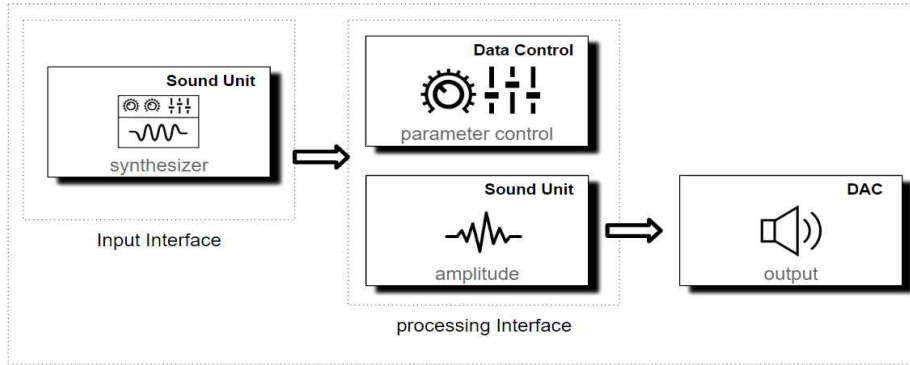 Sound Unit
synthesizer
Input Interface
Data Control
parameter control
Sound Unit
amplitude
processing Interface
DAC
output